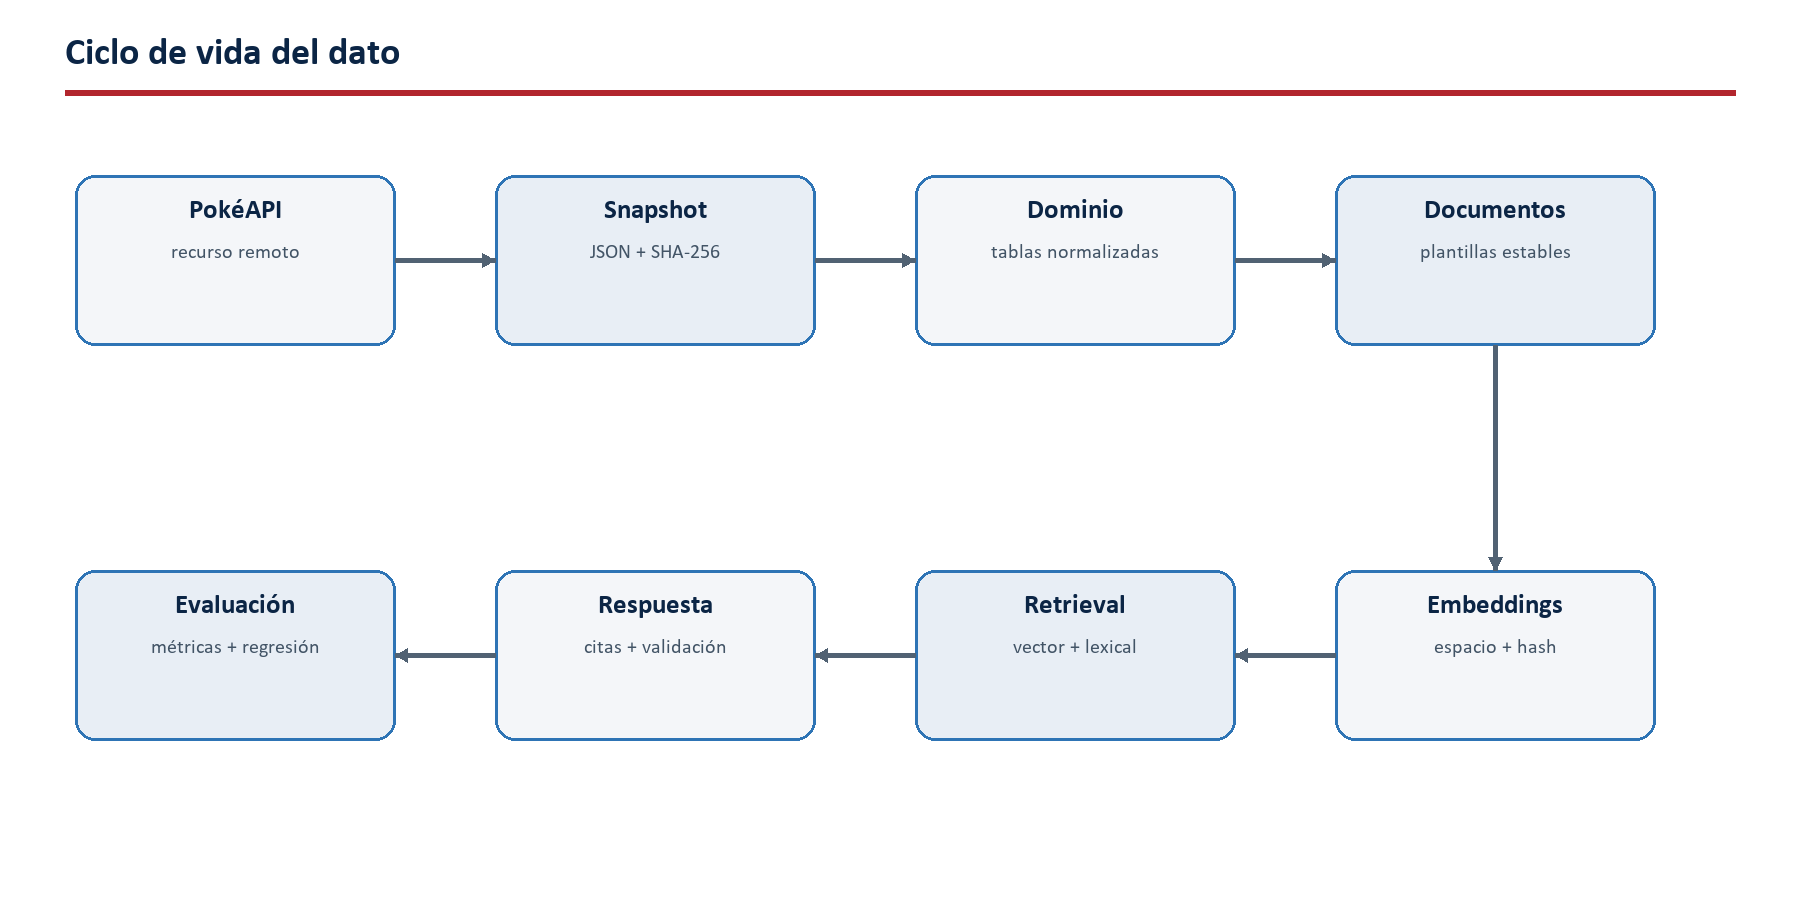 Ciclo de vida del dato
PokéAPI
recurso remoto
Snapshot
JSON + SHA-256
Dominio
tablas normalizadas
Documentos
plantillas estables
Evaluación
métricas + regresión
Respuesta
citas + validación
Retrieval
vector + lexical
Embeddings
espacio + hash